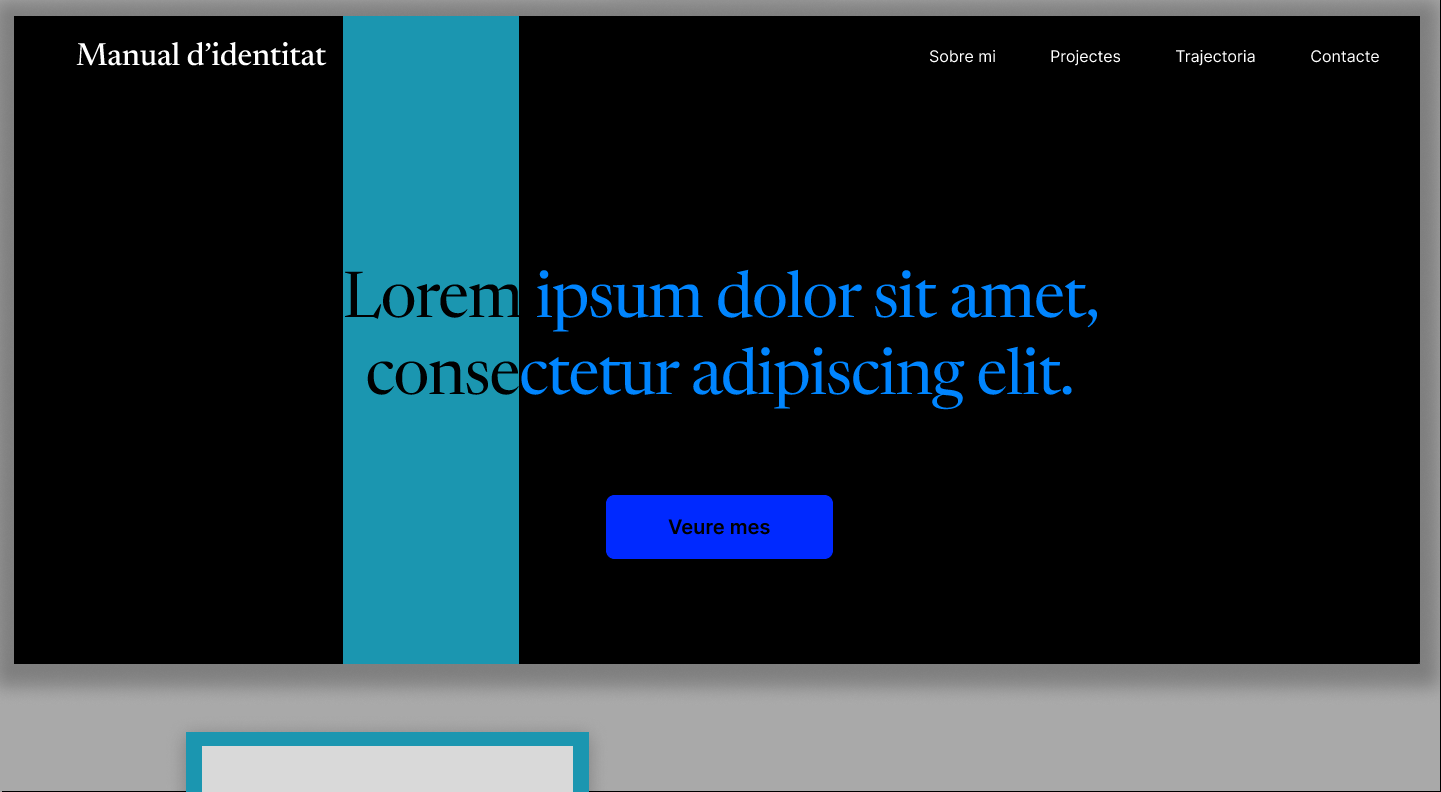 Manual d’identitat
Sobre mi
Projectes
Trajectoria
Contacte
Lorem ipsum dolor sit amet,
consectetur adipiscing elit.
Veure mes